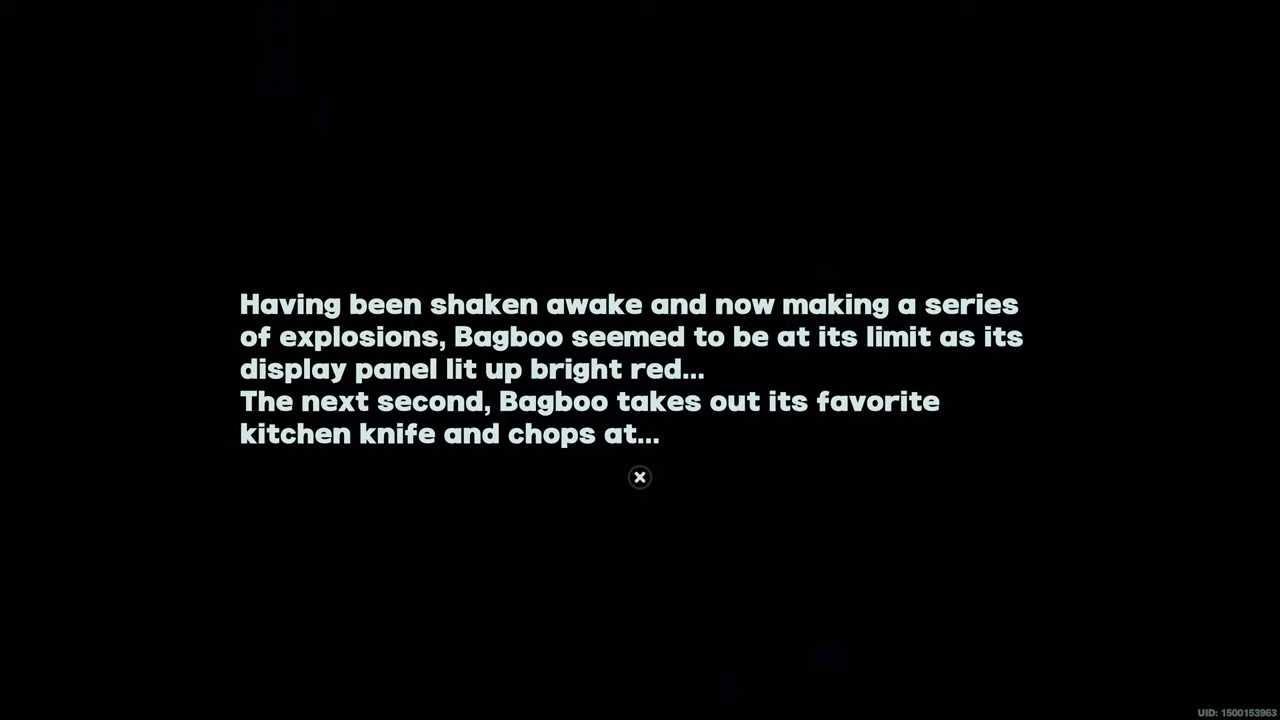 Having been shaken awake and now making a series
of explosions, Bagboo seemed to be at its limit as its
display panel lit up bright red...
The next second, Bagboo takes out its favorite
kitchen knife and chops at...
UID: 1500153963